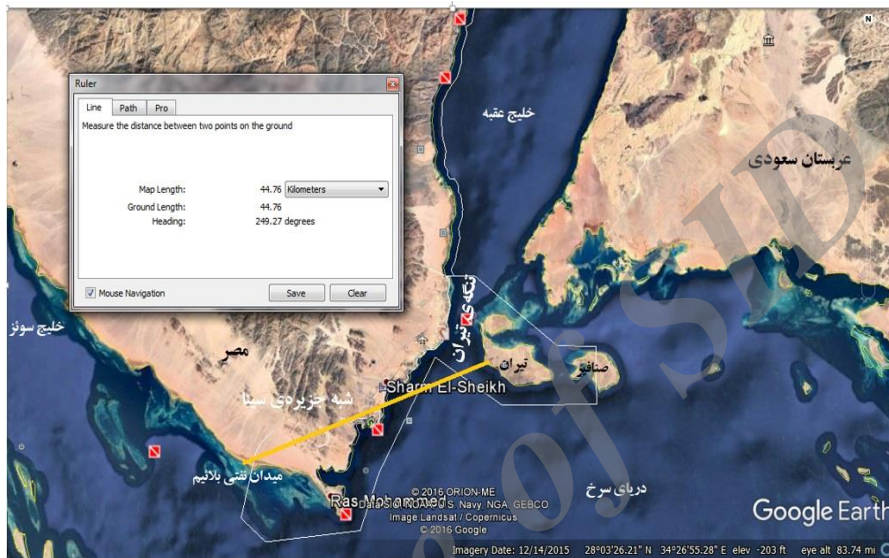 Ruler
Line Path Pro
Measure the distance between two points on the ground
Map Length: 44.76 Kilometers
Ground Length: 44.76
Heading: 249.27 degrees
Mouse Navigation Save Clear
N
خلیج عقبه
عربستان سعودی
خلیج سوئز
مصر
تنگه‌ی تیران
تیران
صنافیر
Sharm El-Sheikh
شبه جزیره‌ی سینا
میدان نفتی بلائیم
Ras Mohammed
دریای سرخ
© 2016 ORION-ME
Data SIO, NOAA, U.S. Navy, NGA, GEBCO
Image Landsat / Copernicus
© 2016 Google
Google Earth
Imagery Date: 12/14/2015 28°03'26.21" N 34°26'55.28" E elev -203 ft eye alt 83.74 mi
of SID